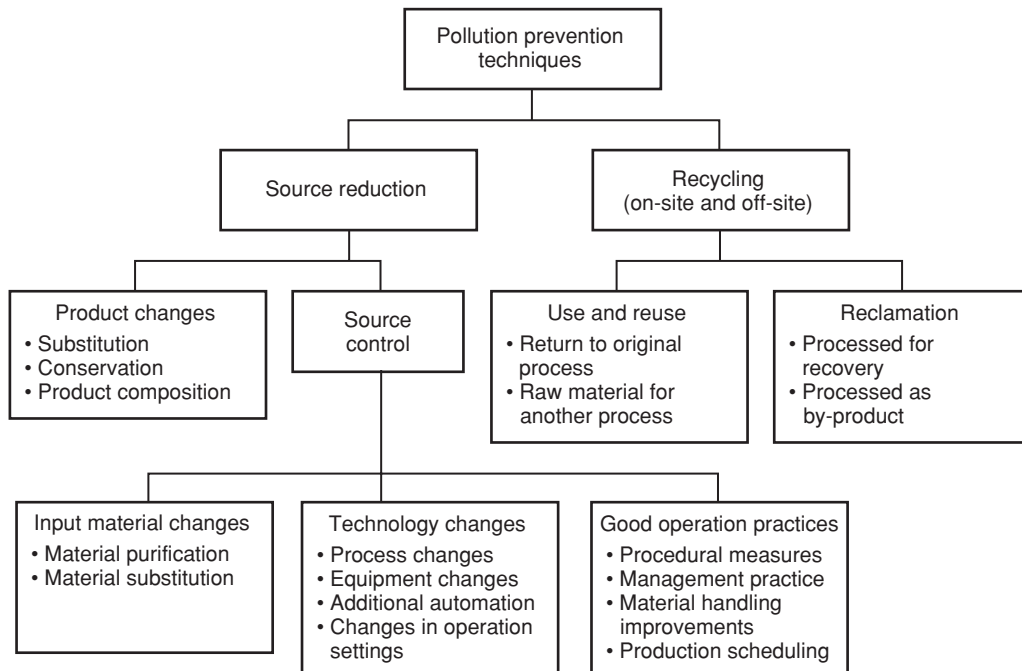 Pollution prevention
techniques
Source reduction
Recycling
(on-site and off-site)
Product changes
• Substitution
• Conservation
• Product composition
Source
control
Use and reuse
• Return to original
process
• Raw material for
another process
Reclamation
• Processed for
recovery
• Processed as
by-product
Input material changes
• Material purification
• Material substitution
Technology changes
• Process changes
• Equipment changes
• Additional automation
• Changes in operation
settings
Good operation practices
• Procedural measures
• Management practice
• Material handling
improvements
• Production scheduling